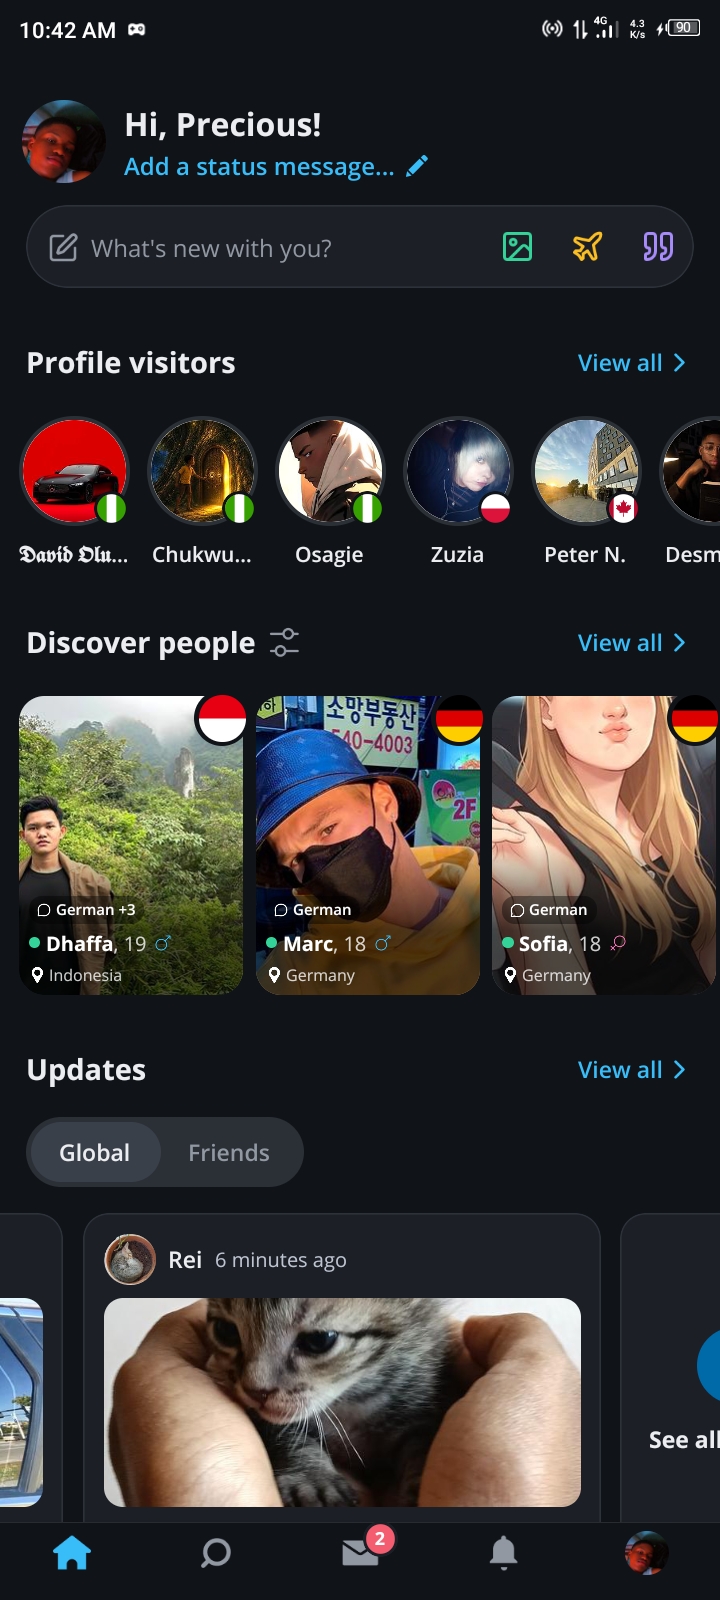 10:42 AM
4G
4.3
K/s
90
Hi, Precious!
Add a status message...
What's new with you?
Profile visitors
View all
𝕯𝖆𝖛𝖎𝖉 𝕺𝖑𝖚...
Chukwu...
Osagie
Zuzia
Peter N.
Desm
Discover people
View all
소망부동산
540-4003
2F
German +3
German
German
Dhaffa, 19
Marc, 18
Sofia, 18
Indonesia
Germany
Germany
Updates
View all
Global
Friends
Rei 6 minutes ago
See all
2